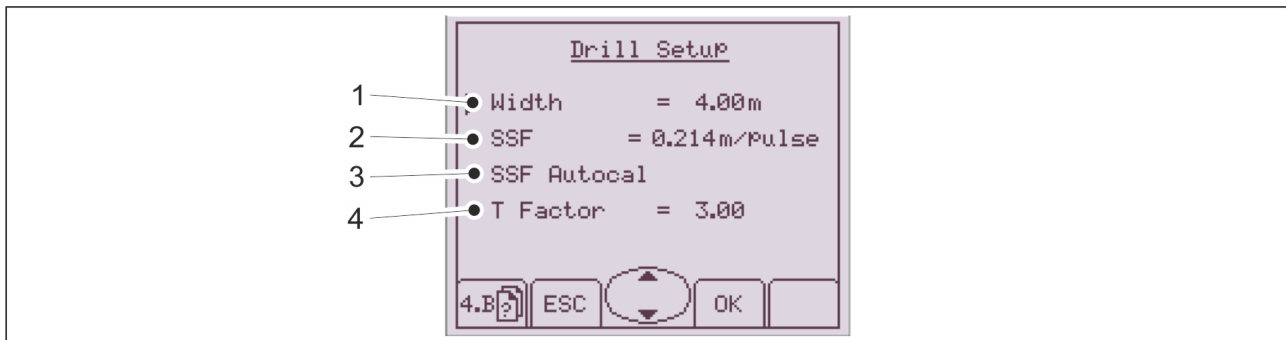 Drill Setup
1 Width = 4.00m
2 SSF = 0.214m/pulse
3 SSF Autocal
4 T Factor = 3.00
4.B ? ESC OK